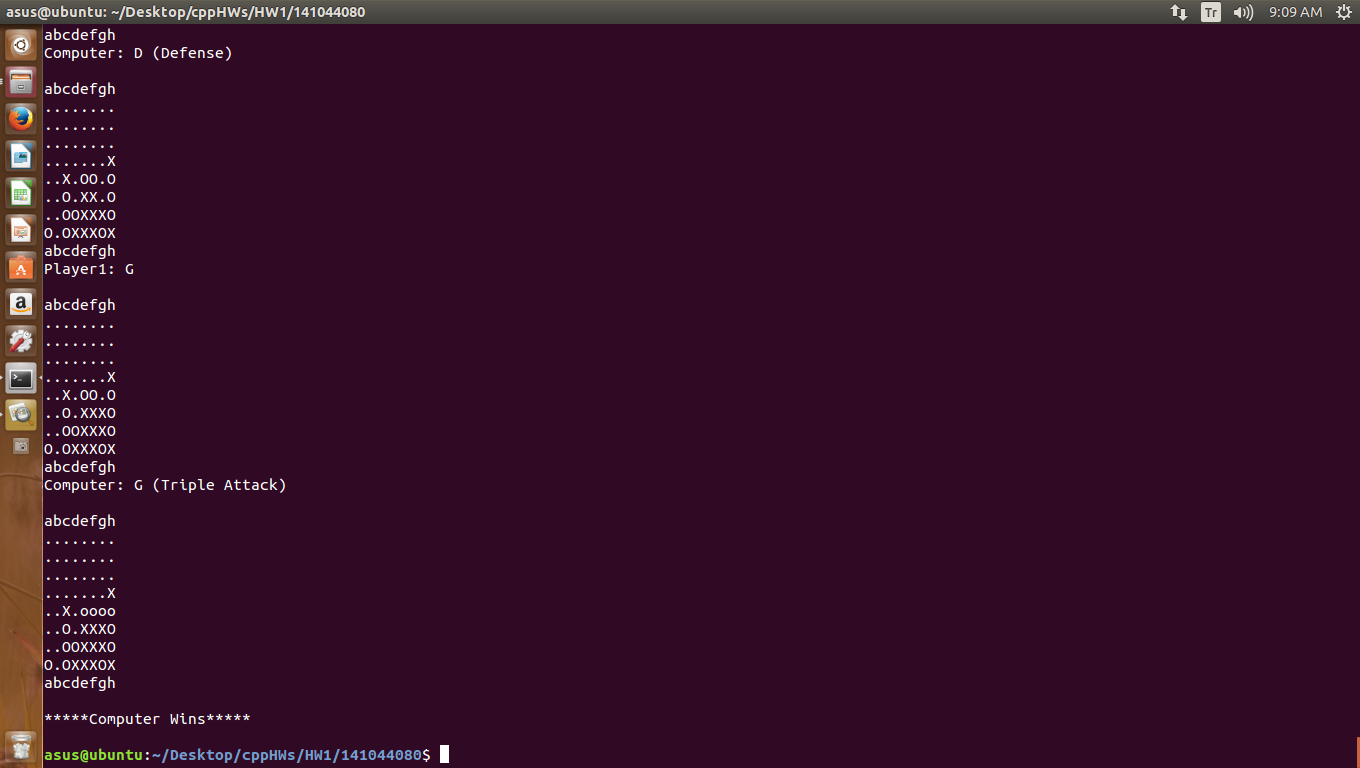 asus@ubuntu: ~/Desktop/cppHWs/HW1/141044080
Tr
9:09 AM
abcdefgh
Computer: D (Defense)
abcdefgh
........
........
........
.......X
..X.OO.O
..O.XX.O
..OOXXXO
O.OXXXOX
abcdefgh
Player1: G
abcdefgh
........
........
........
.......X
..X.OO.O
..O.XXXO
..OOXXXO
O.OXXXOX
abcdefgh
Computer: G (Triple Attack)
abcdefgh
........
........
........
.......X
..X.oooo
..O.XXXO
..OOXXXO
O.OXXXOX
abcdefgh
*****Computer Wins*****
asus@ubuntu:~/Desktop/cppHWs/HW1/141044080$